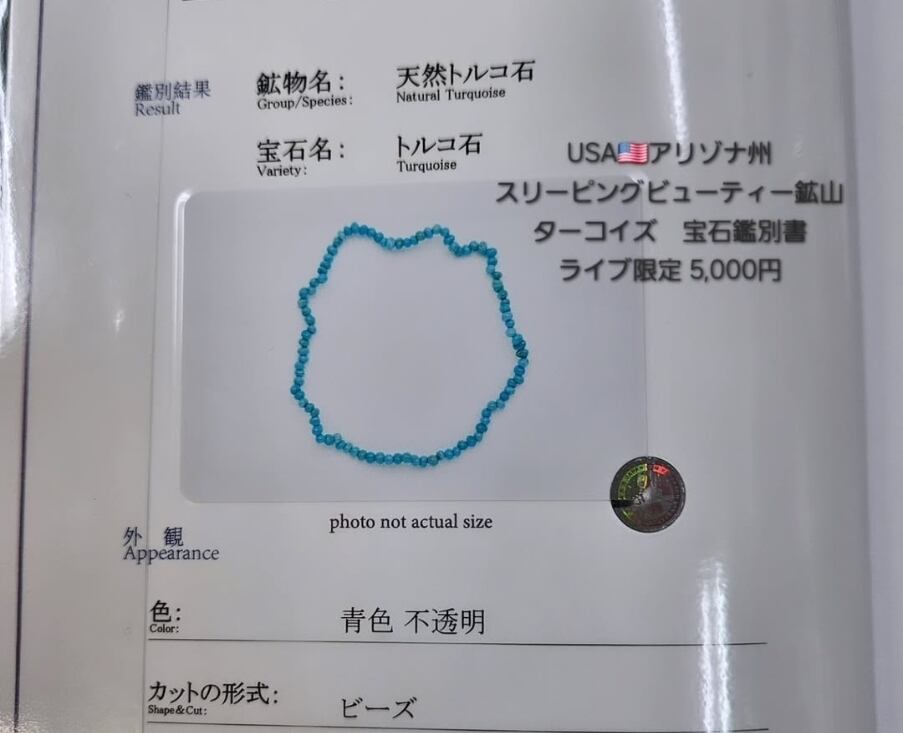 鑑別結果
Result
鉱物名：
Group/Species:
天然トルコ石
Natural Turquoise
宝石名：
Variety:
トルコ石
Turquoise
USA🇺🇸アリゾナ州
スリーピングビューティー鉱山
ターコイズ　宝石鑑別書
ライブ限定 5,000円
photo not actual size
外　観
Appearance
色：
Color:
青色 不透明
カットの形式：
Shape&Cut:
ビーズ